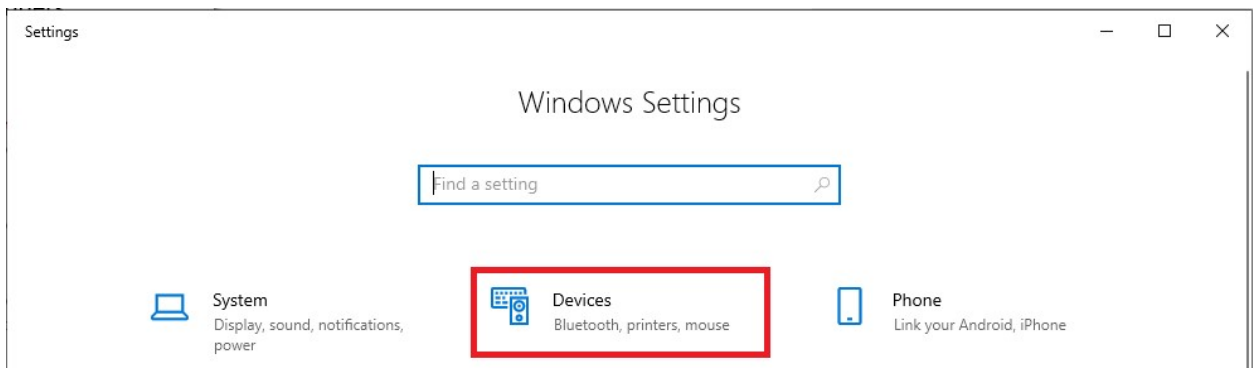 Settings
Windows Settings
Find a setting
System
Display, sound, notifications,
power
Devices
Bluetooth, printers, mouse
Phone
Link your Android, iPhone